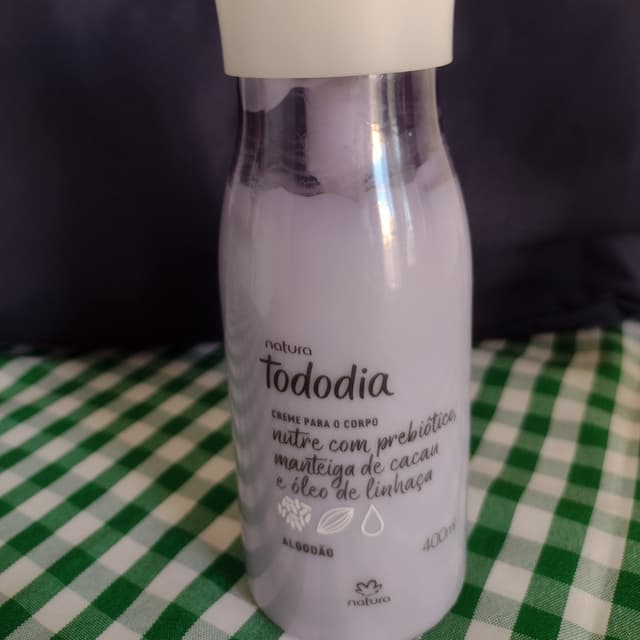 natura
Tododia
CREME PARA O CORPO
nutre com prebiótico,
manteiga de cacau
e óleo de linhaça
ALGODÃO
400ml
natura